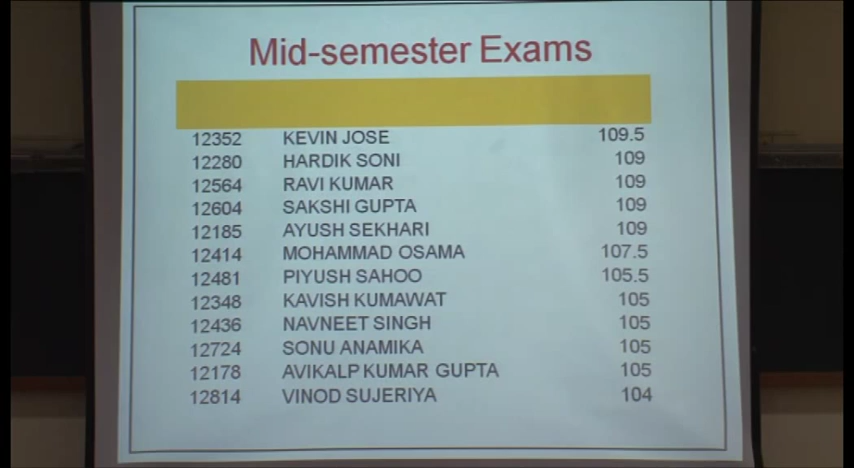 Mid-semester Exams
12352 KEVIN JOSE 109.5
12280 HARDIK SONI 109
12564 RAVI KUMAR 109
12604 SAKSHI GUPTA 109
12185 AYUSH SEKHARI 109
12414 MOHAMMAD OSAMA 107.5
12481 PIYUSH SAHOO 105.5
12348 KAVISH KUMAWAT 105
12436 NAVNEET SINGH 105
12724 SONU ANAMIKA 105
12178 AVIKALP KUMAR GUPTA 105
12814 VINOD SUJERIYA 104